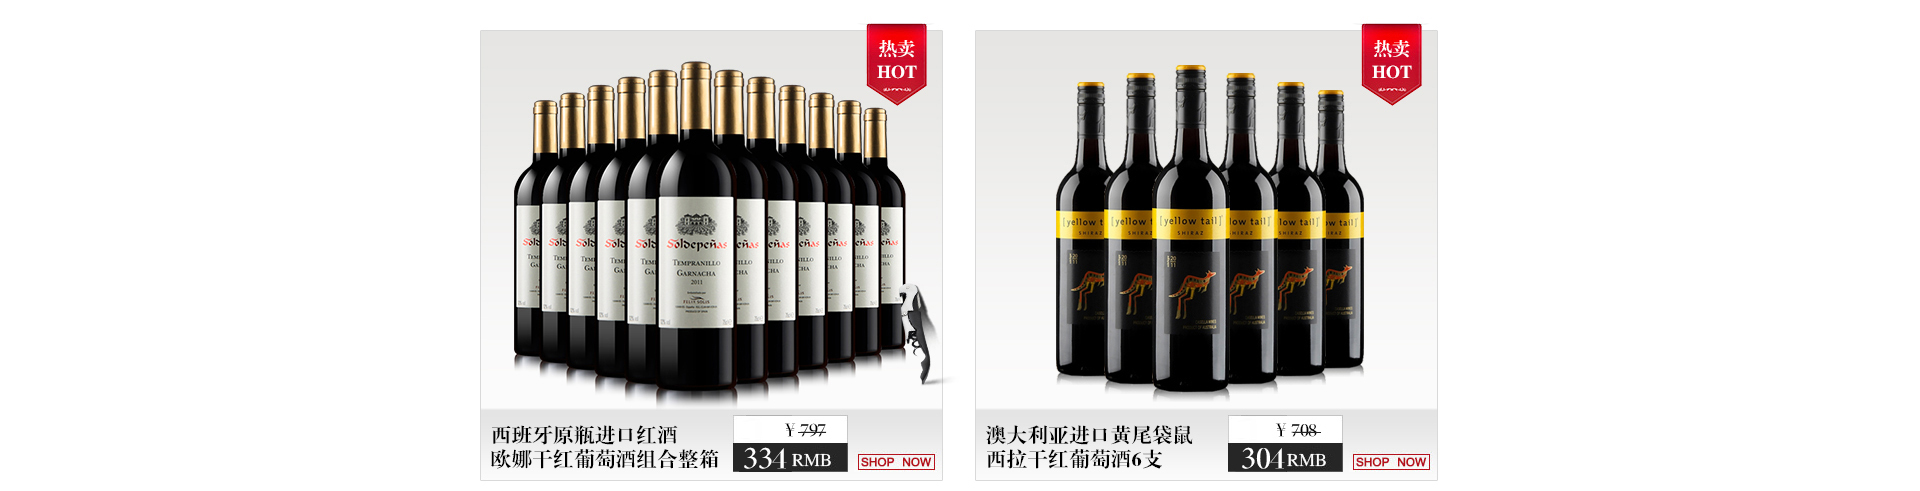 热卖
HOT
Soldepeñas
TEMPRANILLO
GARNACHA
2011
FELIX SOLIS
西班牙原瓶进口红酒
欧娜干红葡萄酒组合整箱
¥ 797
334 RMB
SHOP NOW
热卖
HOT
[yellow tail]
SHIRAZ
2011
澳大利亚进口黄尾袋鼠
西拉干红葡萄酒6支
¥ 708
304 RMB
SHOP NOW